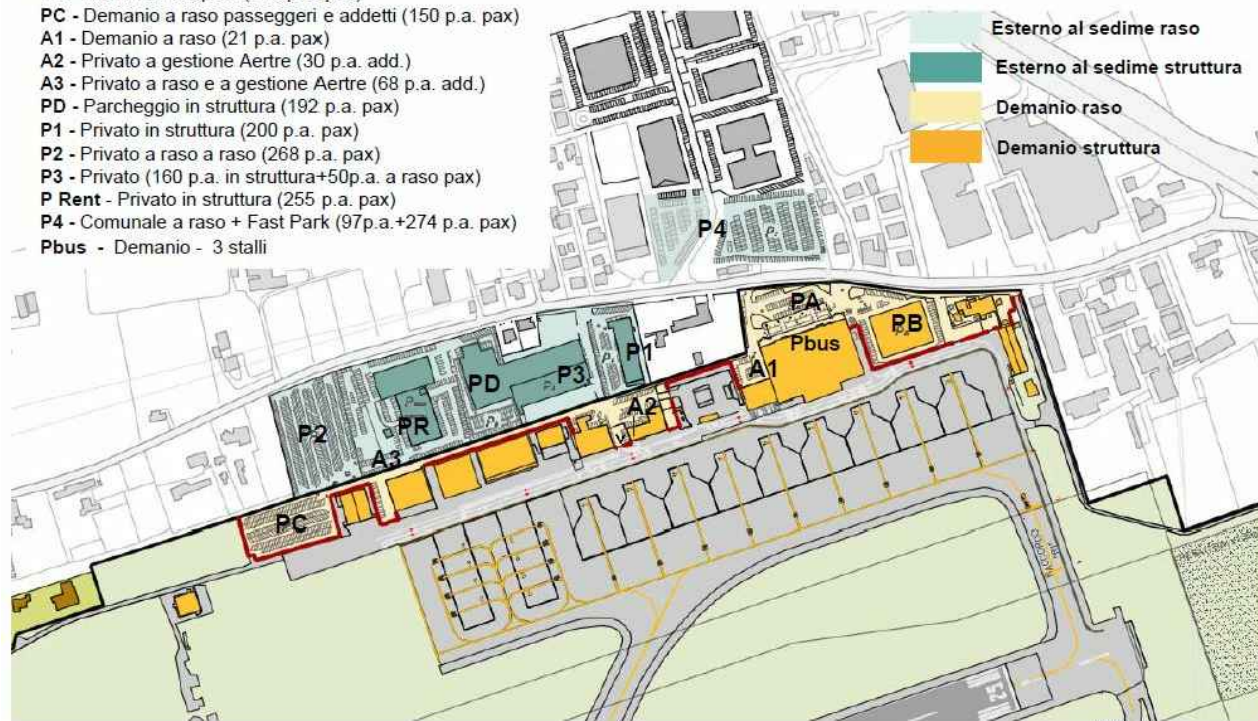 PC - Demanio a raso passeggeri e addetti (150 p.a. pax)
A1 - Demanio a raso (21 p.a. pax)
A2 - Privato a gestione Aertre (30 p.a. add.)
A3 - Privato a raso e a gestione Aertre (68 p.a. add.)
PD - Parcheggio in struttura (192 p.a. pax)
P1 - Privato in struttura (200 p.a. pax)
P2 - Privato a raso a raso (268 p.a. pax)
P3 - Privato (160 p.a. in struttura+50p.a. a raso pax)
P Rent - Privato in struttura (255 p.a. pax)
P4 - Comunale a raso + Fast Park (97p.a.+274 p.a. pax)
Pbus - Demanio - 3 stalli
Esterno al sedime raso
Esterno al sedime struttura
Demanio raso
Demanio struttura
P4
PA
PB
Pbus
P1
PD
P3
A1
A2
PR
P2
A3
PC